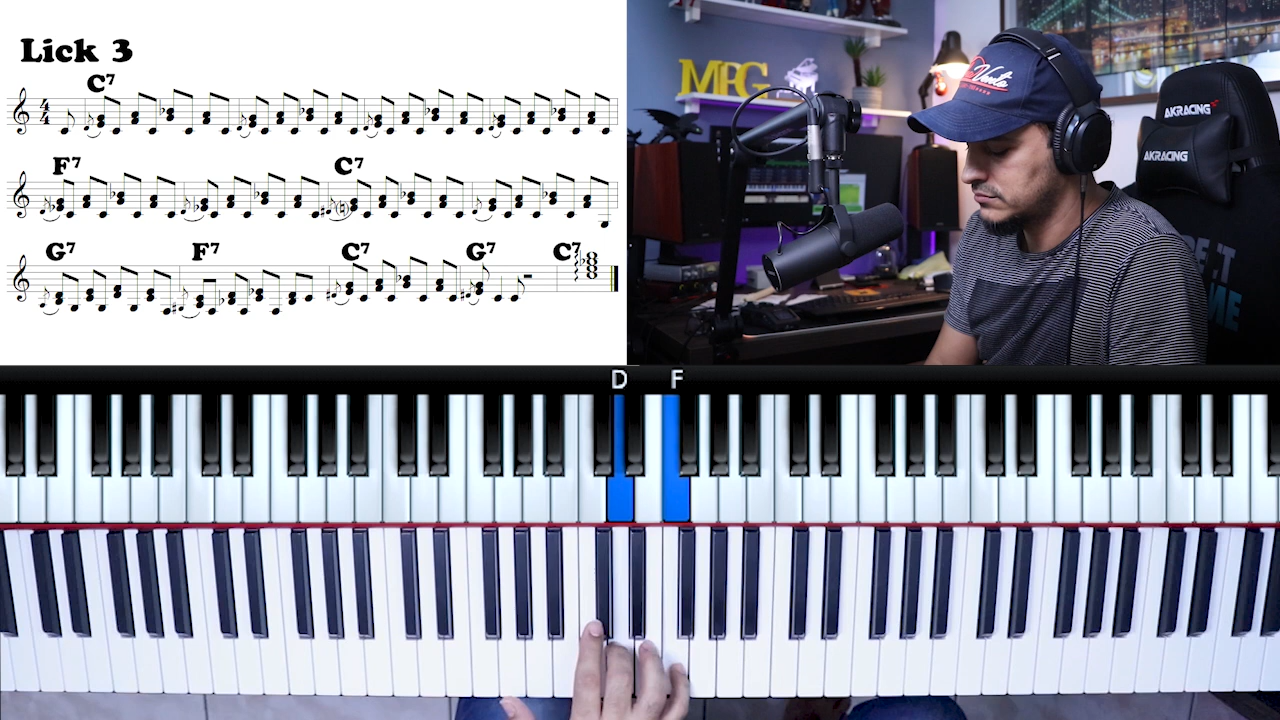 Lick 3
C7
F7 C7
G7 F7 C7 G7 C7
MPG
AKRACING
AKRACING
D F